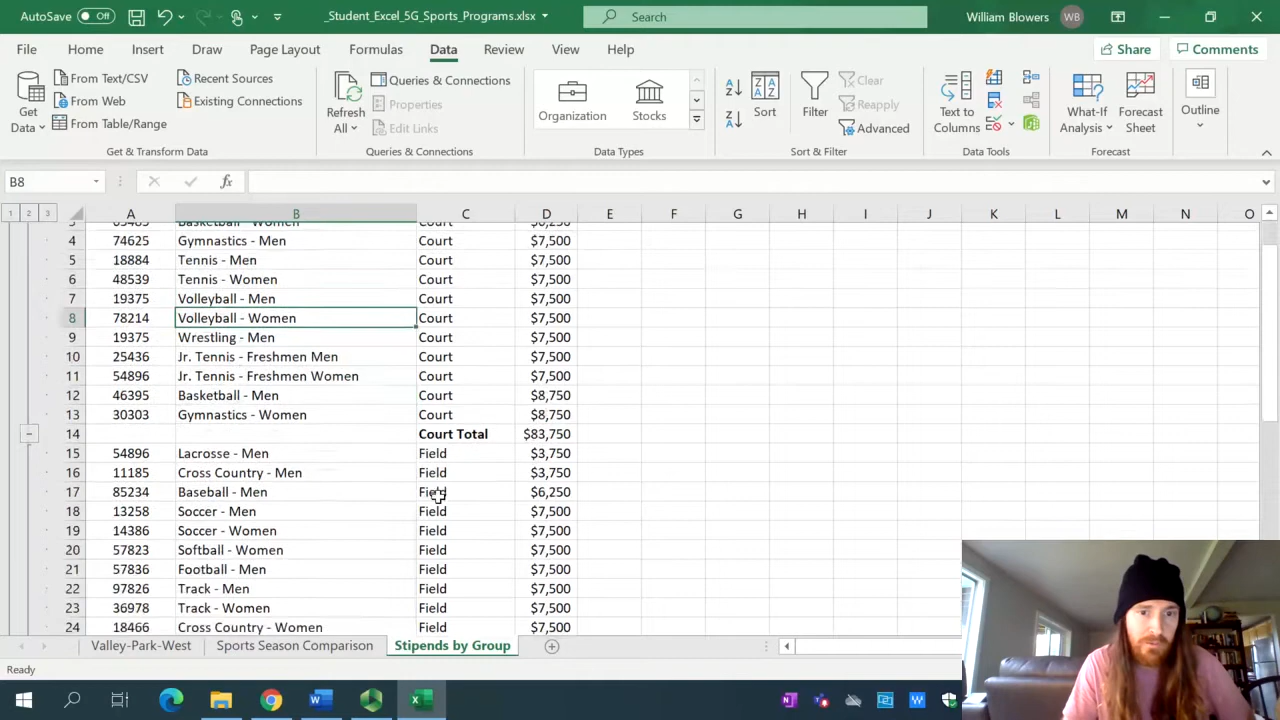 AutoSave Off _Student_Excel_5G_Sports_Programs.xlsx Search William Blowers WB
File Home Insert Draw Page Layout Formulas Data Review View Help Share Comments
Get Data From Text/CSV From Web From Table/Range Recent Sources Existing Connections
Get & Transform Data
Refresh All Queries & Connections Properties Edit Links
Queries & Connections
Organization Stocks
Data Types
Sort Filter Clear Reapply Advanced
Sort & Filter
Text to Columns
Data Tools
What-If Analysis Forecast Sheet
Forecast
Outline
B8 fx
1 2 3 A B C D E F G H I J K L M N O
4 74625 Gymnastics - Men Court $7,500
5 18884 Tennis - Men Court $7,500
6 48539 Tennis - Women Court $7,500
7 19375 Volleyball - Men Court $7,500
8 78214 Volleyball - Women Court $7,500
9 19375 Wrestling - Men Court $7,500
10 25436 Jr. Tennis - Freshmen Men Court $7,500
11 54896 Jr. Tennis - Freshmen Women Court $7,500
12 46395 Basketball - Men Court $8,750
13 30303 Gymnastics - Women Court $8,750
14 Court Total $83,750
15 54896 Lacrosse - Men Field $3,750
16 11185 Cross Country - Men Field $3,750
17 85234 Baseball - Men Field $6,250
18 13258 Soccer - Men Field $7,500
19 14386 Soccer - Women Field $7,500
20 57823 Softball - Women Field $7,500
21 57836 Football - Men Field $7,500
22 97826 Track - Men Field $7,500
23 36978 Track - Women Field $7,500
24 18466 Cross Country - Women Field $7,500
Valley-Park-West Sports Season Comparison Stipends by Group
Ready